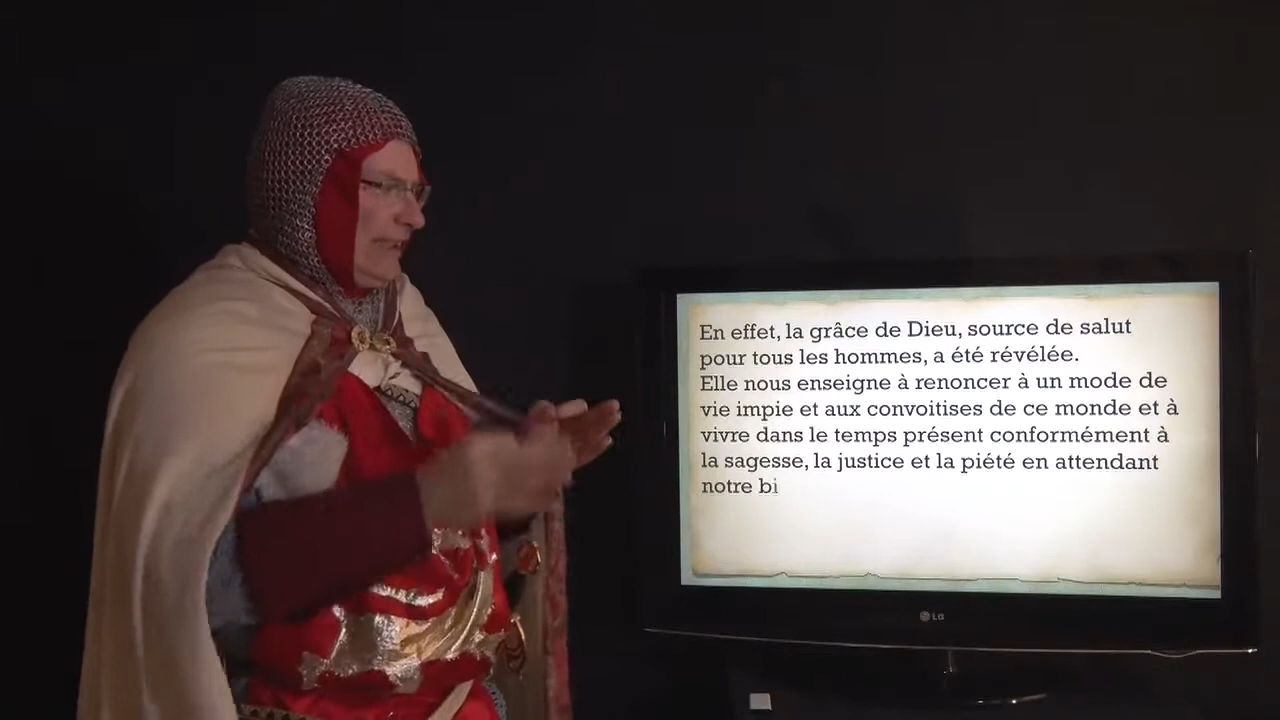 En effet, la grâce de Dieu, source de salut
pour tous les hommes, a été révélée.
Elle nous enseigne à renoncer à un mode de
vie impie et aux convoitises de ce monde et à
vivre dans le temps présent conformément à
la sagesse, la justice et la piété en attendant
notre bi
LG